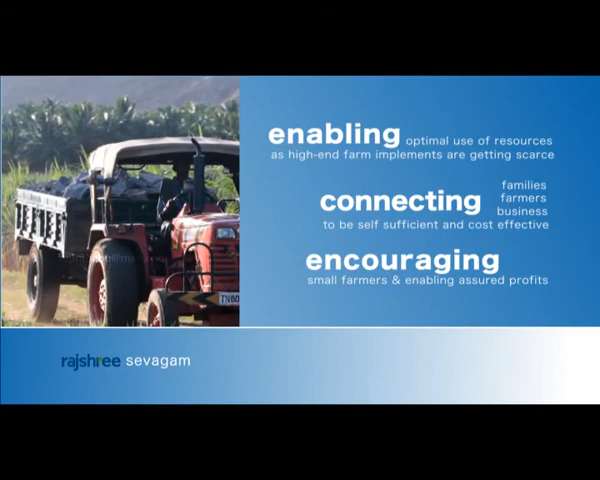 enabling optimal use of resources
as high-end farm implements are getting scarce
families
farmers
connecting business
to be self sufficient and cost effective
encouraging
small farmers & enabling assured profits
TN60
rajshree sevagam